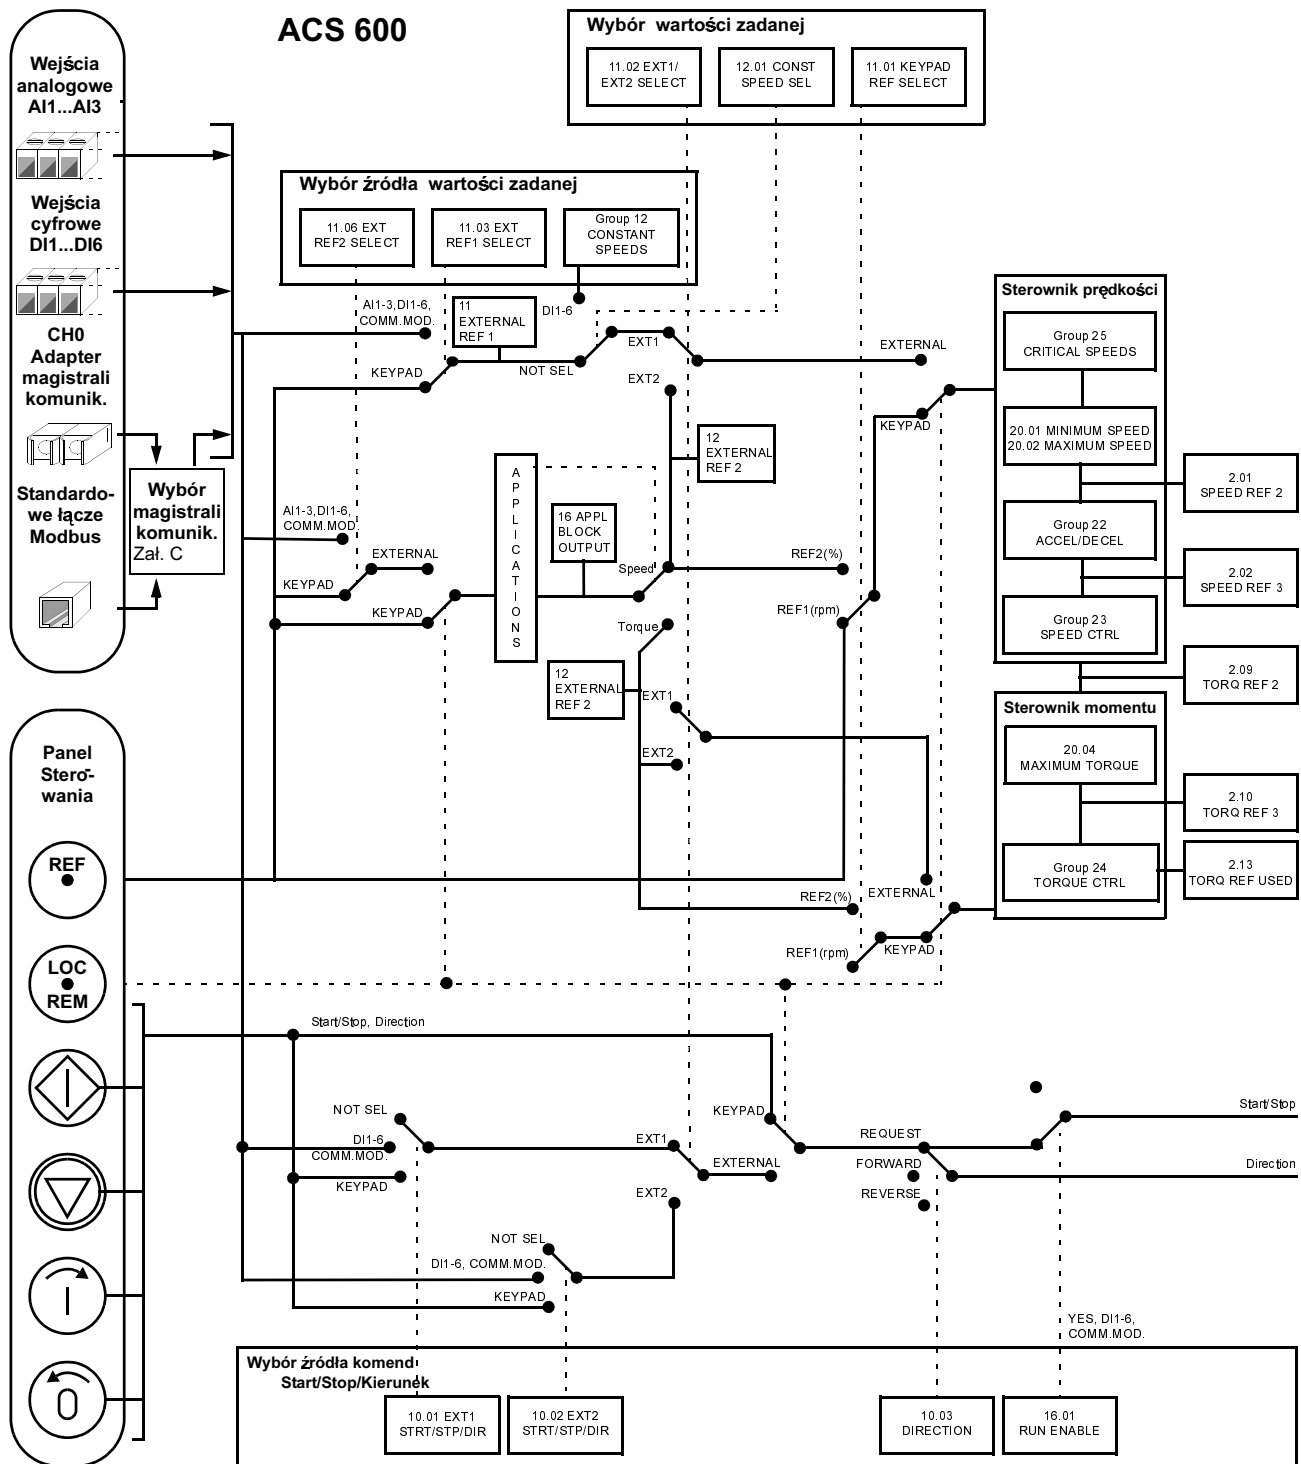 ACS 600
Wybór wartości zadanej
11.02 EXT1/
EXT2 SELECT
12.01 CONST
SPEED SEL
11.01 KEYPAD
REF SELECT
Wejścia
analogowe
AI1...AI3
Wejścia
cyfrowe
DI1...DI6
CH0
Adapter
magistrali
komunik.
Standardo-
we łącze
Modbus
Wybór
magistrali
komunik.
Zał. C
Wybór źródła wartości zadanej
11.06 EXT
REF2 SELECT
11.03 EXT
REF1 SELECT
Group 12
CONSTANT
SPEEDS
AI1-3,DI1-6,
COMM.MOD.
11
EXTERNAL
REF 1
DI1-6
KEYPAD
NOT SEL
EXT1
EXT2
EXTERNAL
KEYPAD
12
EXTERNAL
REF 2
APPLICATIONS
16 APPL
BLOCK
OUTPUT
AI1-3,DI1-6,
COMM.MOD.
EXTERNAL
KEYPAD
KEYPAD
Speed
Torque
REF2(%)
REF1(rpm)
12
EXTERNAL
REF 2
EXT1
EXT2
Sterownik prędkości
Group 25
CRITICAL SPEEDS
20.01 MINIMUM SPEED
20.02 MAXIMUM SPEED
2.01
SPEED REF 2
Group 22
ACCEL/DECEL
2.02
SPEED REF 3
Group 23
SPEED CTRL
2.09
TORQ REF 2
Sterownik momentu
20.04
MAXIMUM TORQUE
2.10
TORQ REF 3
Group 24
TORQUE CTRL
2.13
TORQ REF USED
Panel
Stero-
wania
REF
LOC
REM
REF2(%)
EXTERNAL
REF1(rpm)
KEYPAD
Start/Stop, Direction
NOT SEL
DI1-6
COMM.MOD.
KEYPAD
EXT1
EXT2
KEYPAD
EXTERNAL
NOT SEL
DI1-6, COMM.MOD.
KEYPAD
REQUEST
FORWARD
REVERSE
Start/Stop
Direction
YES, DI1-6,
COMM.MOD.
Wybór źródła komend
Start/Stop/Kierunek
10.01 EXT1
STRT/STP/DIR
10.02 EXT2
STRT/STP/DIR
10.03
DIRECTION
16.01
RUN ENABLE